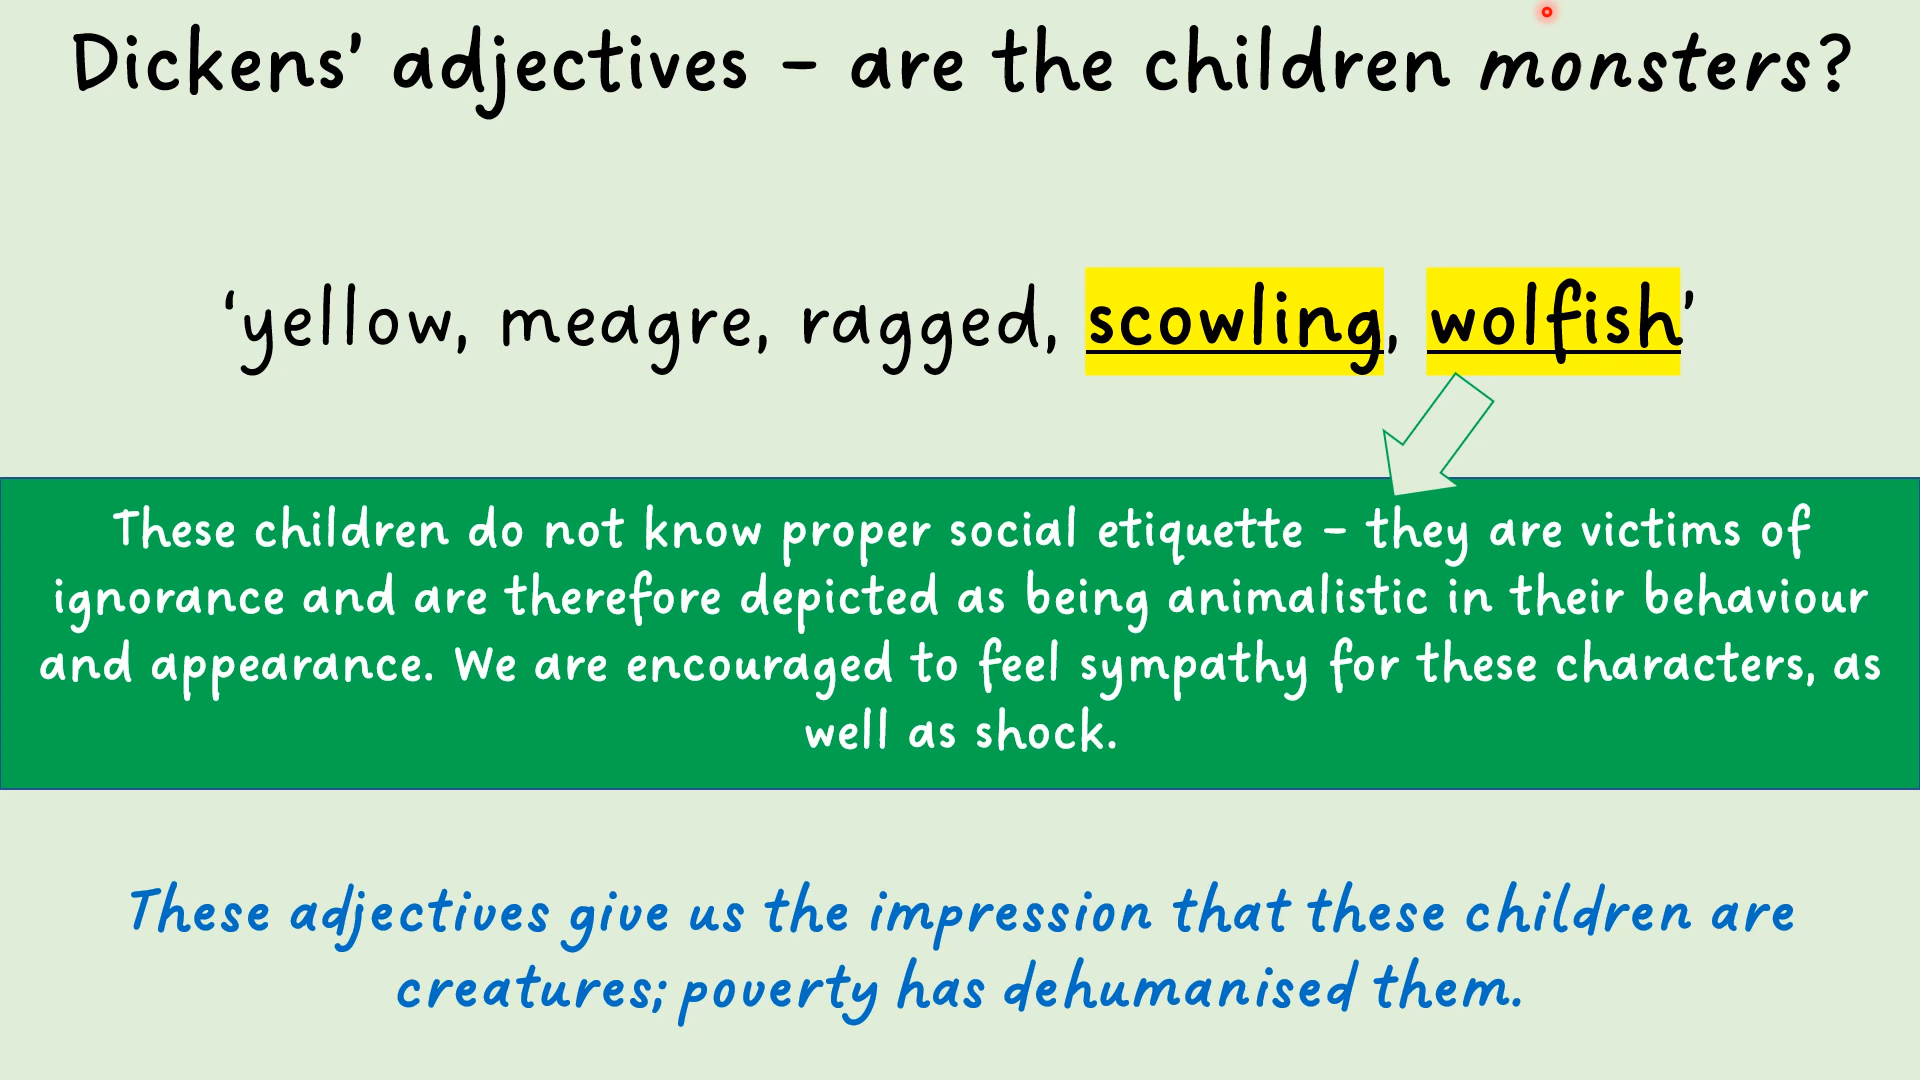 Dickens’ adjectives – are the children monsters?
‘yellow, meagre, ragged, scowling, wolfish’
These children do not know proper social etiquette – they are victims of
ignorance and are therefore depicted as being animalistic in their behaviour
and appearance. We are encouraged to feel sympathy for these characters, as
well as shock.
These adjectives give us the impression that these children are
creatures; poverty has dehumanised them.